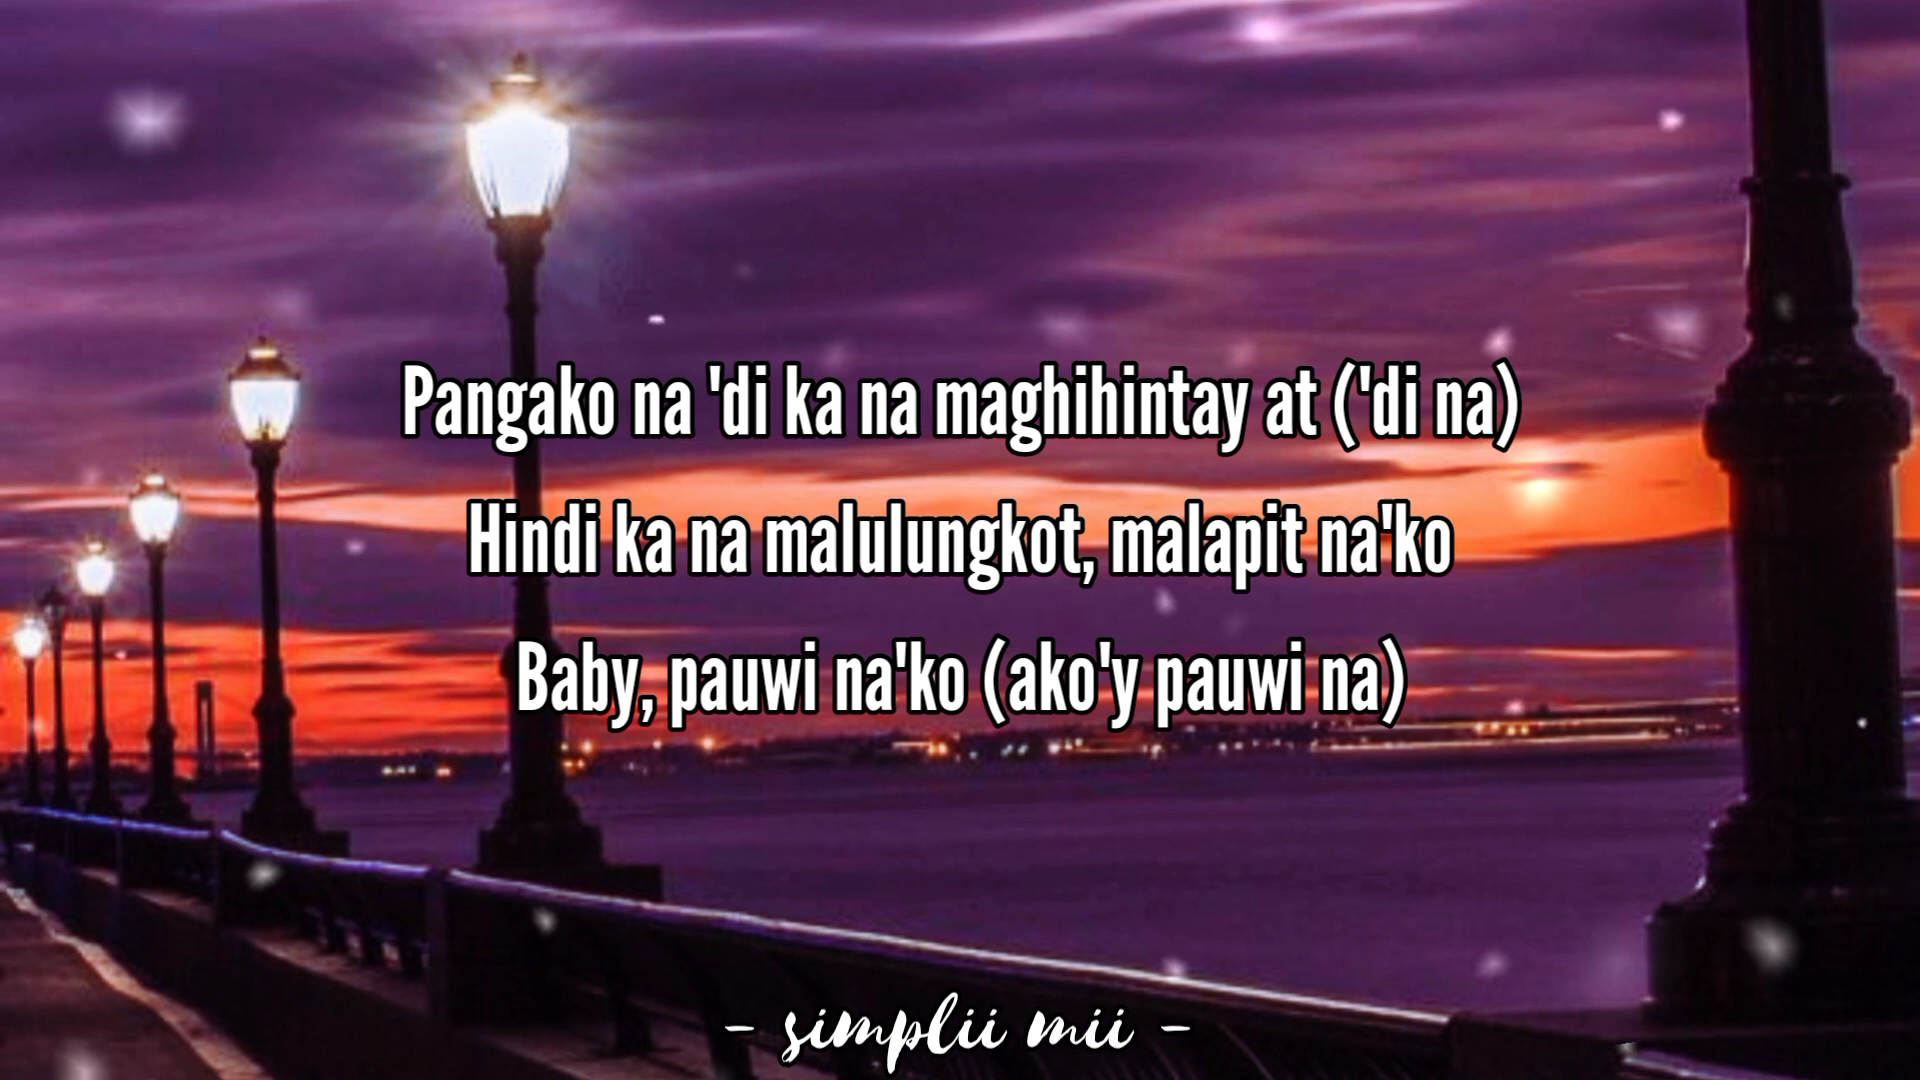 Pangako na 'di ka na maghihintay at ('di na)
Hindi ka na malulungkot, malapit na'ko
Baby, pauwi na'ko (ako'y pauwi na)
- simplii mii -